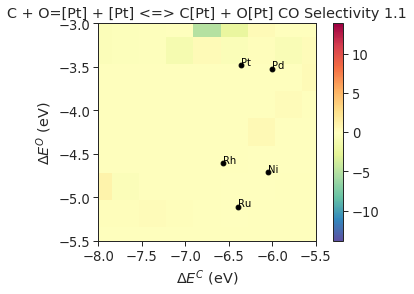 C + O=[Pt] + [Pt] <=> C[Pt] + O[Pt] CO Selectivity 1.1
−3.0
−3.5
−4.0
−4.5
−5.0
−5.5
ΔE^O (eV)
Pt
Pd
Rh
Ni
Ru
−8.0 −7.5 −7.0 −6.5 −6.0 −5.5
ΔE^C (eV)
10
5
0
−5
−10